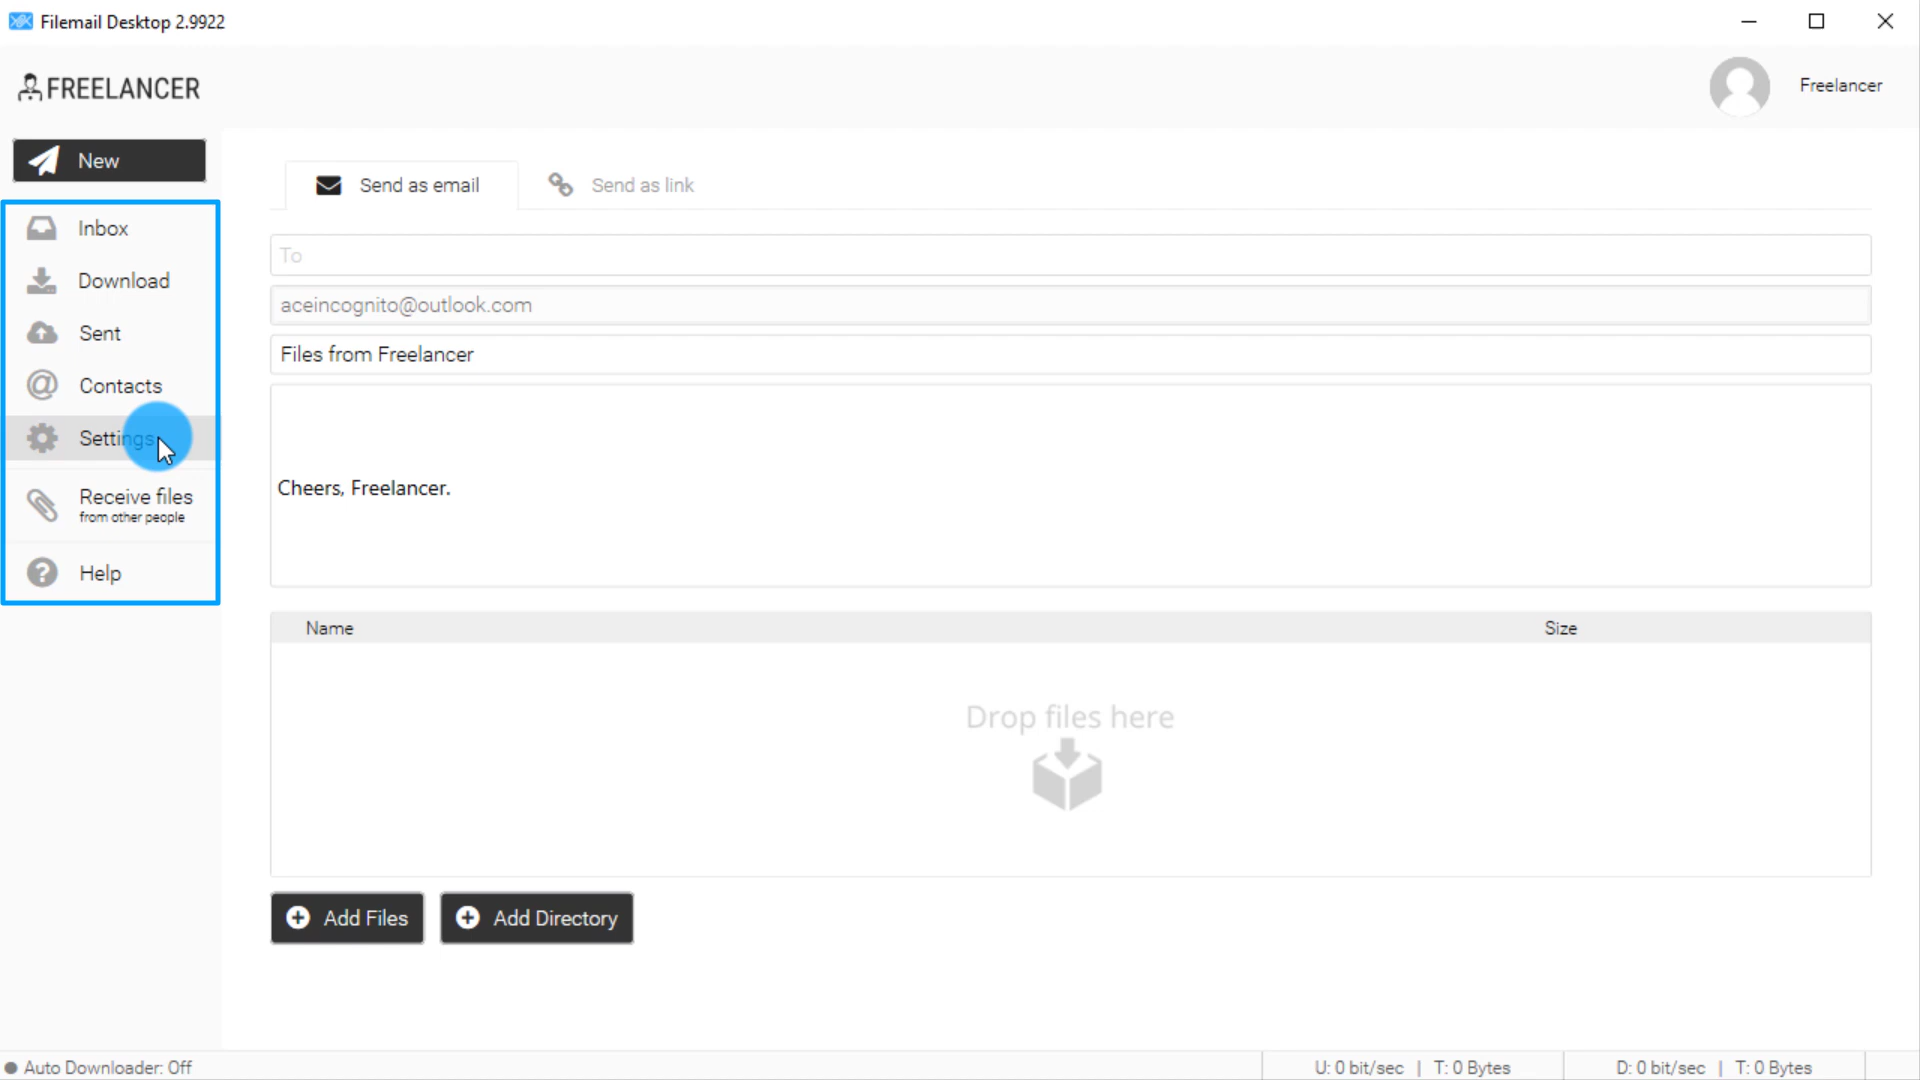 Filemail Desktop 2.9922
FREELANCER
Freelancer
New
Inbox
Download
Sent
Contacts
Settings
Receive files
from other people
Help
Send as email
Send as link
To
aceincognito@outlook.com
Files from Freelancer
Cheers, Freelancer.
Name
Size
Drop files here
Add Files
Add Directory
Auto Downloader: Off
U: 0 bit/sec | T: 0 Bytes
D: 0 bit/sec | T: 0 Bytes